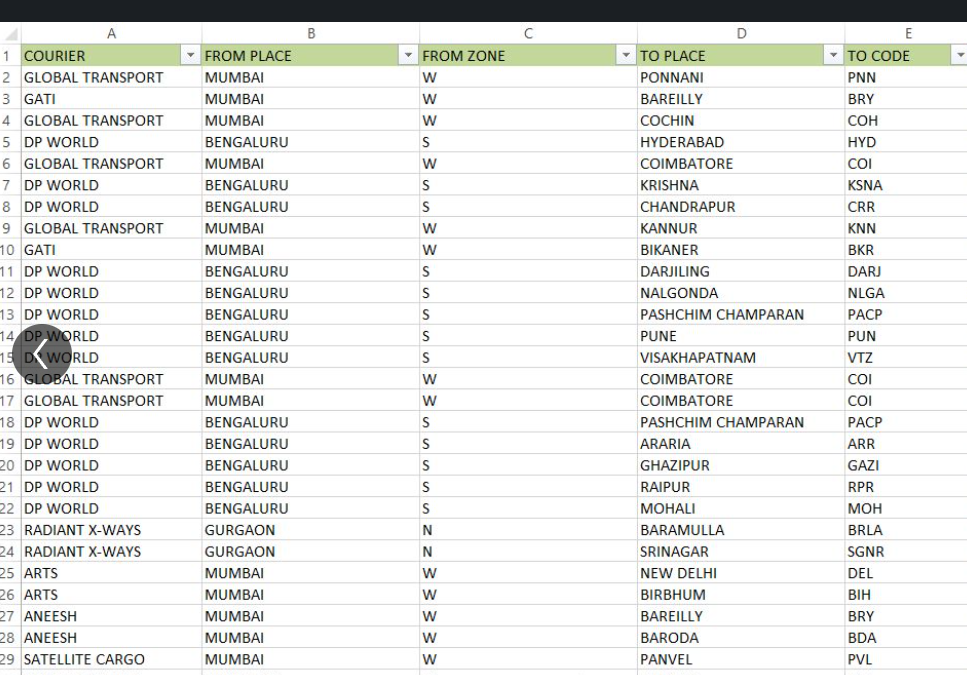 A B C D E
1 COURIER FROM PLACE FROM ZONE TO PLACE TO CODE
2 GLOBAL TRANSPORT MUMBAI W PONNANI PNN
3 GATI MUMBAI W BAREILLY BRY
4 GLOBAL TRANSPORT MUMBAI W COCHIN COH
5 DP WORLD BENGALURU S HYDERABAD HYD
6 GLOBAL TRANSPORT MUMBAI W COIMBATORE COI
7 DP WORLD BENGALURU S KRISHNA KSNA
8 DP WORLD BENGALURU S CHANDRAPUR CRR
9 GLOBAL TRANSPORT MUMBAI W KANNUR KNN
10 GATI MUMBAI W BIKANER BKR
11 DP WORLD BENGALURU S DARJILING DARJ
12 DP WORLD BENGALURU S NALGONDA NLGA
13 DP WORLD BENGALURU S PASHCHIM CHAMPARAN PACP
14 DP WORLD BENGALURU S PUNE PUN
15 DP WORLD BENGALURU S VISAKHAPATNAM VTZ
16 GLOBAL TRANSPORT MUMBAI W COIMBATORE COI
17 GLOBAL TRANSPORT MUMBAI W COIMBATORE COI
18 DP WORLD BENGALURU S PASHCHIM CHAMPARAN PACP
19 DP WORLD BENGALURU S ARARIA ARR
20 DP WORLD BENGALURU S GHAZIPUR GAZI
21 DP WORLD BENGALURU S RAIPUR RPR
22 DP WORLD BENGALURU S MOHALI MOH
23 RADIANT X-WAYS GURGAON N BARAMULLA BRLA
24 RADIANT X-WAYS GURGAON N SRINAGAR SGNR
25 ARTS MUMBAI W NEW DELHI DEL
26 ARTS MUMBAI W BIRBHUM BIH
27 ANEESH MUMBAI W BAREILLY BRY
28 ANEESH MUMBAI W BARODA BDA
29 SATELLITE CARGO MUMBAI W PANVEL PVL